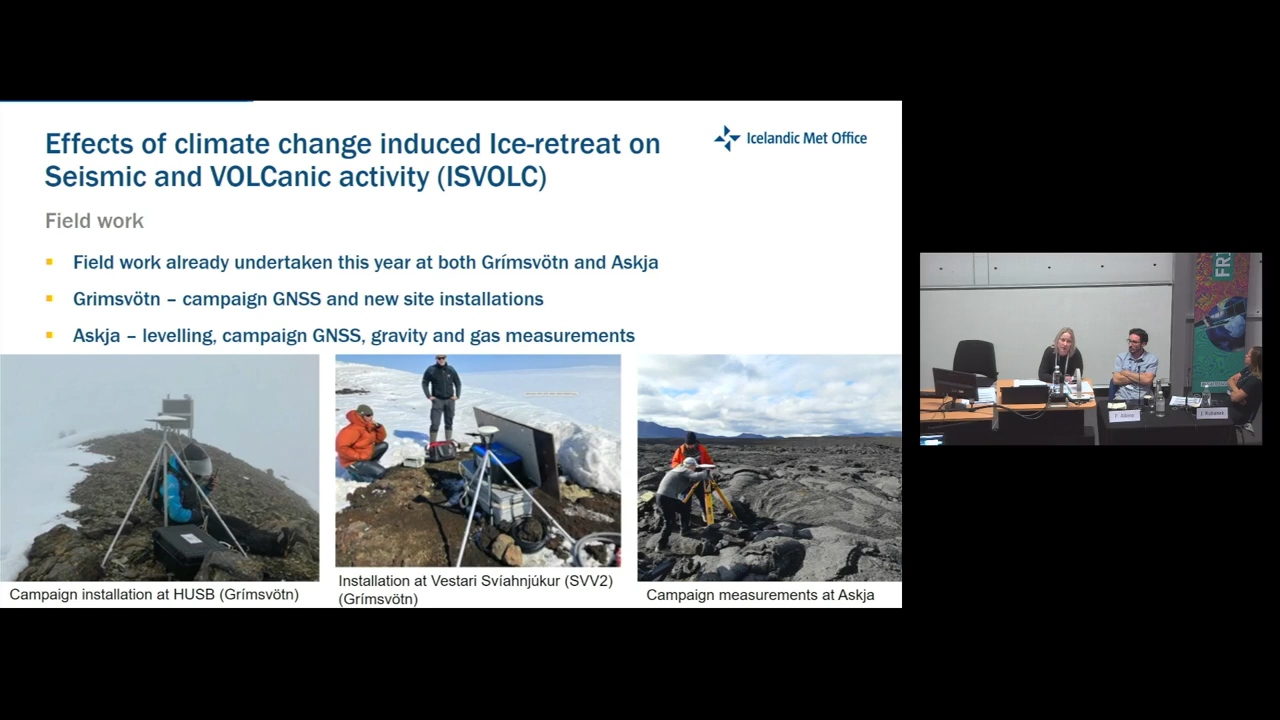 Effects of climate change induced Ice-retreat on
Seismic and VOLCanic activity (ISVOLC)
Icelandic Met Office
Field work
Field work already undertaken this year at both Grímsvötn and Askja
Grimsvötn – campaign GNSS and new site installations
Askja – levelling, campaign GNSS, gravity and gas measurements
Campaign installation at HUSB (Grímsvötn)
Installation at Vestari Svíahnjúkur (SVV2)
(Grímsvötn)
Campaign measurements at Askja